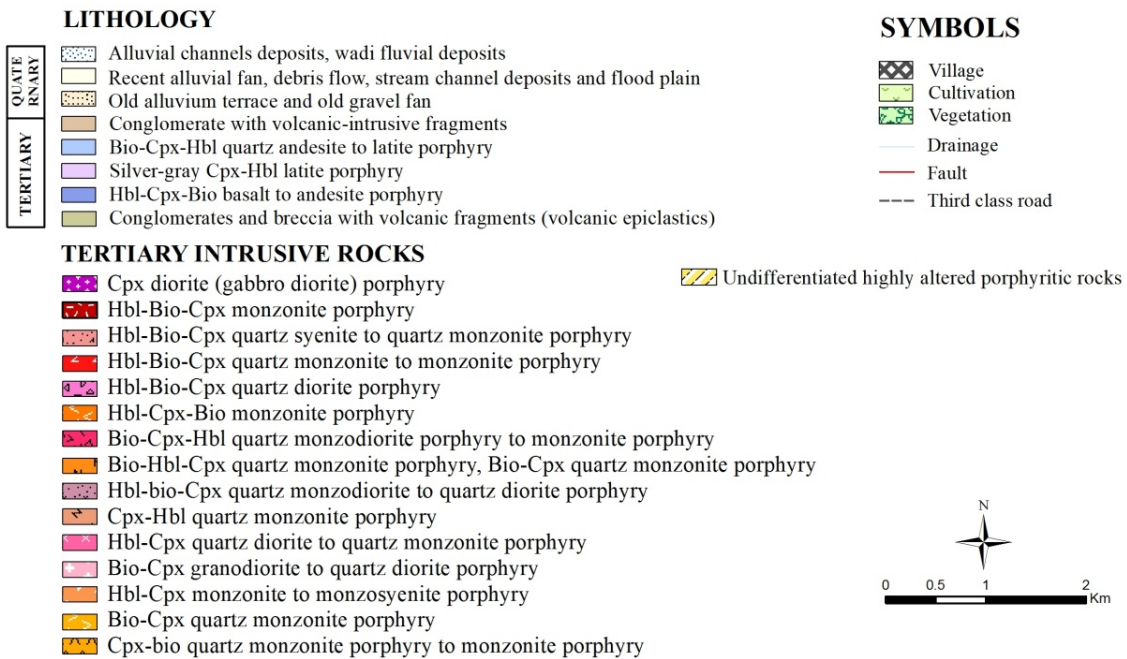 LITHOLOGY
QUATE
RNARY
Alluvial channels deposits, wadi fluvial deposits
Recent alluvial fan, debris flow, stream channel deposits and flood plain
Old alluvium terrace and old gravel fan
TERTIARY
Conglomerate with volcanic-intrusive fragments
Bio-Cpx-Hbl quartz andesite to latite porphyry
Silver-gray Cpx-Hbl latite porphyry
Hbl-Cpx-Bio basalt to andesite porphyry
Conglomerates and breccia with volcanic fragments (volcanic epiclastics)
TERTIARY INTRUSIVE ROCKS
Cpx diorite (gabbro diorite) porphyry
Hbl-Bio-Cpx monzonite porphyry
Hbl-Bio-Cpx quartz syenite to quartz monzonite porphyry
Hbl-Bio-Cpx quartz monzonite to monzonite porphyry
Hbl-Bio-Cpx quartz diorite porphyry
Hbl-Cpx-Bio monzonite porphyry
Bio-Cpx-Hbl quartz monzodiorite porphyry to monzonite porphyry
Bio-Hbl-Cpx quartz monzonite porphyry, Bio-Cpx quartz monzonite porphyry
Hbl-bio-Cpx quartz monzodiorite to quartz diorite porphyry
Cpx-Hbl quartz monzonite porphyry
Hbl-Cpx quartz diorite to quartz monzonite porphyry
Bio-Cpx granodiorite to quartz diorite porphyry
Hbl-Cpx monzonite to monzosyenite porphyry
Bio-Cpx quartz monzonite porphyry
Cpx-bio quartz monzonite porphyry to monzonite porphyry
SYMBOLS
Village
Cultivation
Vegetation
Drainage
Fault
Third class road
Undifferentiated highly altered porphyritic rocks
N
0 0.5 1 2
Km